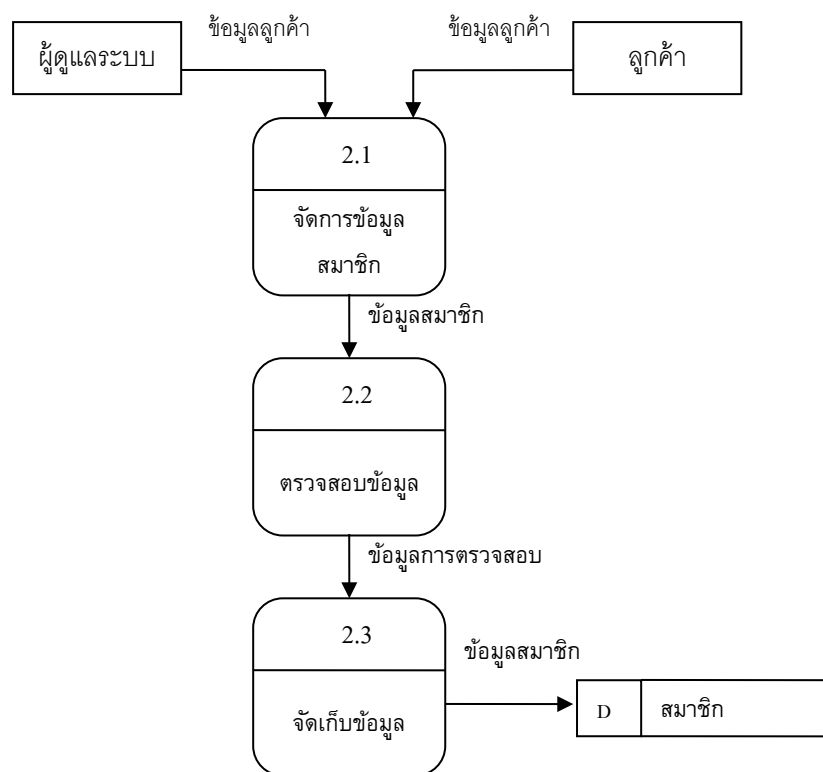 ข้อมูลลูกค้า
ข้อมูลลูกค้า
ผู้ดูแลระบบ
ลูกค้า
2.1
จัดการข้อมูล
สมาชิก
ข้อมูลสมาชิก
2.2
ตรวจสอบข้อมูล
ข้อมูลการตรวจสอบ
2.3
ข้อมูลสมาชิก
จัดเก็บข้อมูล
D
สมาชิก